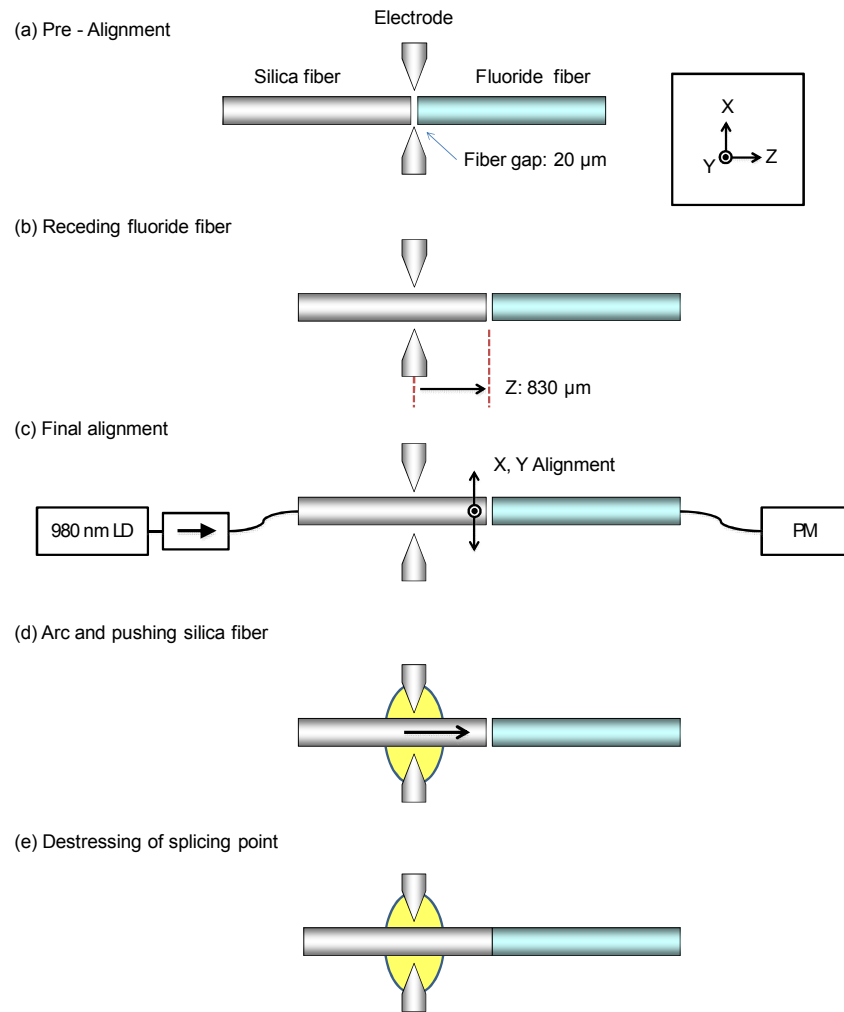 (a) Pre - Alignment
Electrode
Silica fiber
Fluoride fiber
Fiber gap: 20 µm
X
Y
Z
(b) Receding fluoride fiber
Z: 830 µm
(c) Final alignment
X, Y Alignment
980 nm LD
PM
(d) Arc and pushing silica fiber
(e) Destressing of splicing point